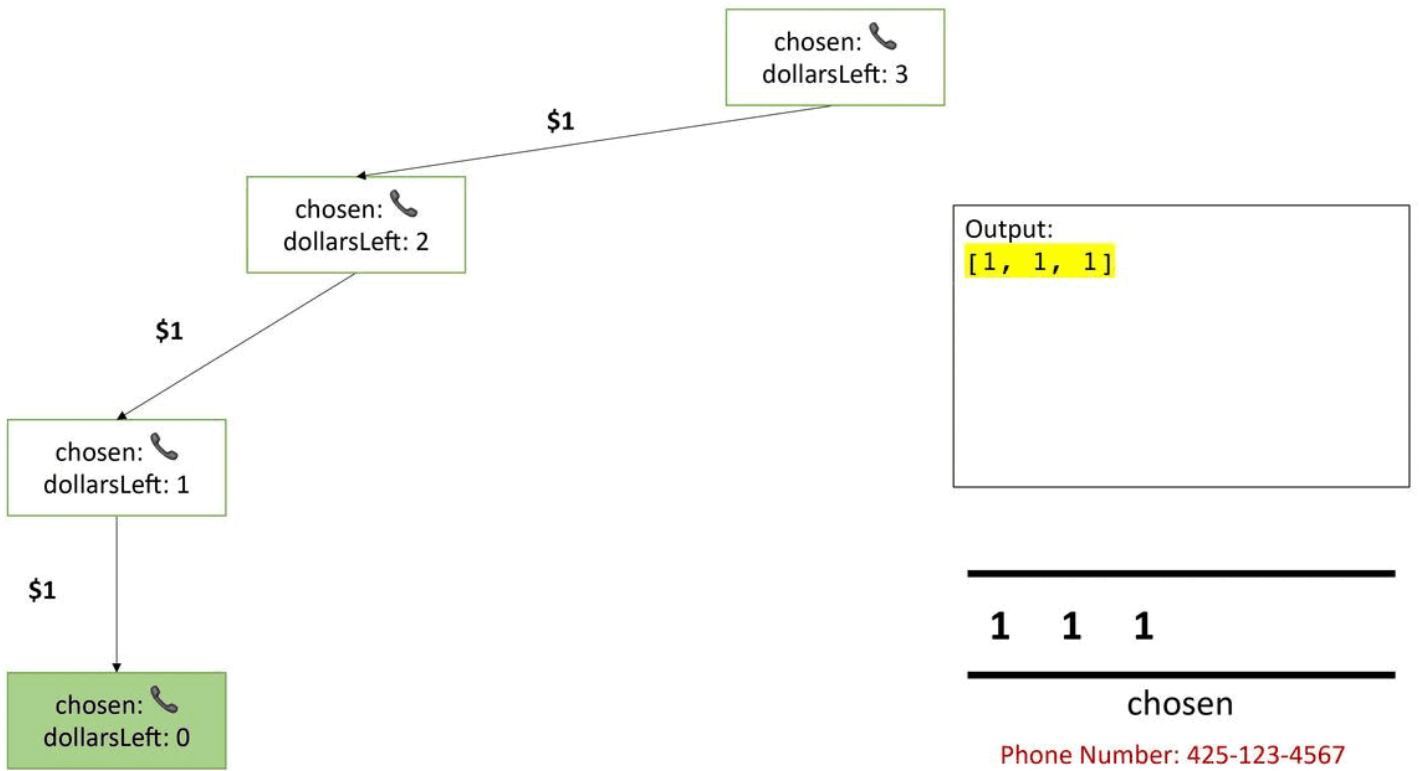 chosen: 📞
dollarsLeft: 3
$1
chosen: 📞
dollarsLeft: 2
$1
chosen: 📞
dollarsLeft: 1
$1
chosen: 📞
dollarsLeft: 0
Output:
[1, 1, 1]
1 1 1
chosen
Phone Number: 425-123-4567